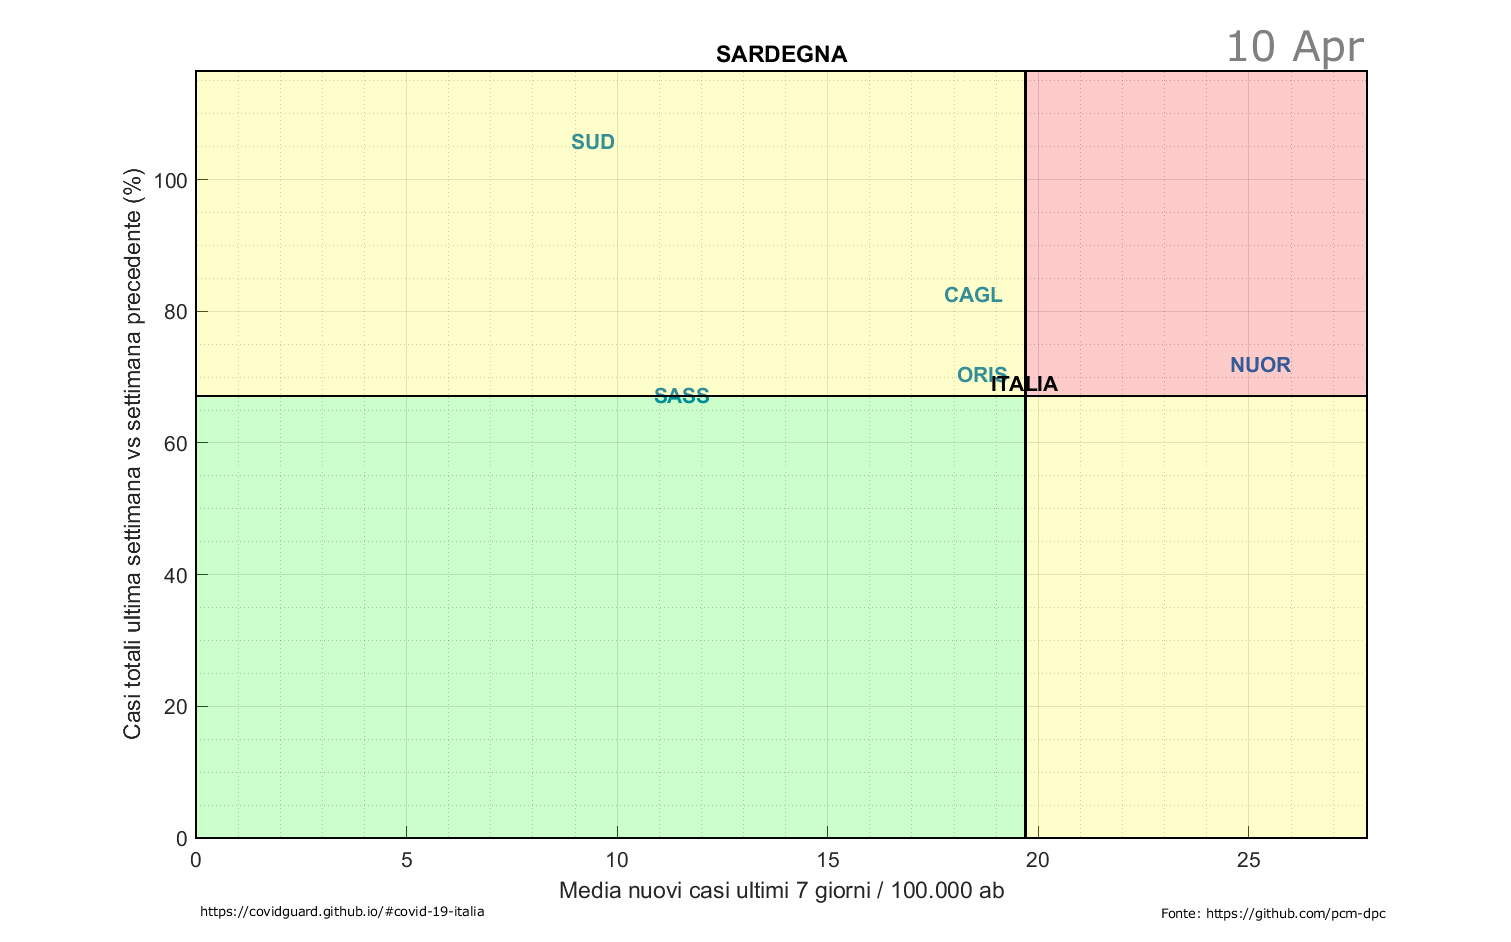 10 Apr
SARDEGNA
SUD
CAGL
NUOR
ORIS
ITALIA
SASS
Casi totali ultima settimana vs settimana precedente (%)
100
80
60
40
20
0
0 5 10 15 20 25
Media nuovi casi ultimi 7 giorni / 100.000 ab
https://covidguard.github.io/#covid-19-italia
Fonte: https://github.com/pcm-dpc